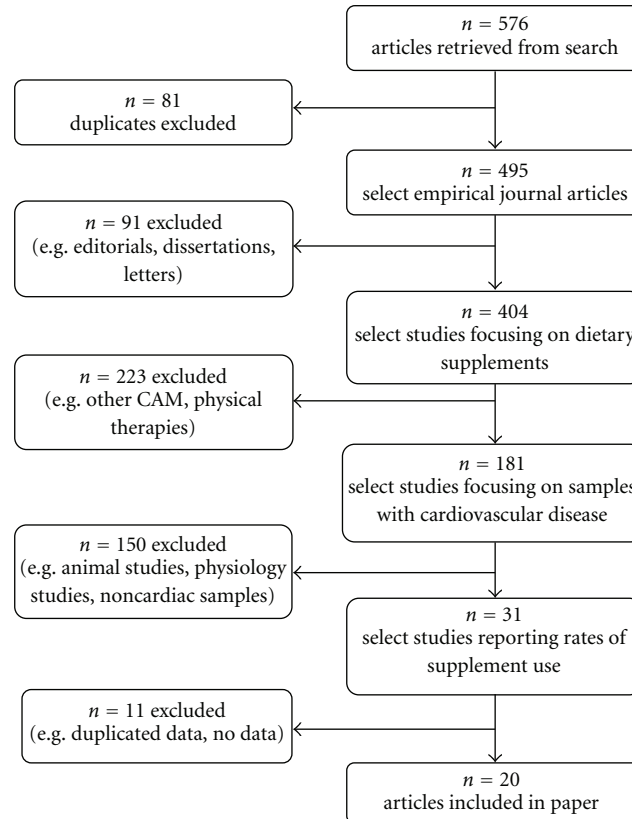 n = 576
articles retrieved from search
n = 81
duplicates excluded
n = 495
select empirical journal articles
n = 91 excluded
(e.g. editorials, dissertations,
letters)
n = 404
select studies focusing on dietary
supplements
n = 223 excluded
(e.g. other CAM, physical
therapies)
n = 181
select studies focusing on samples
with cardiovascular disease
n = 150 excluded
(e.g. animal studies, physiology
studies, noncardiac samples)
n = 31
select studies reporting rates of
supplement use
n = 11 excluded
(e.g. duplicated data, no data)
n = 20
articles included in paper